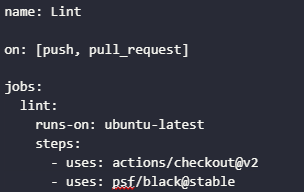 name: Lint
on: [push, pull_request]
jobs:
  lint:
    runs-on: ubuntu-latest
    steps:
      - uses: actions/checkout@v2
      - uses: psf/black@stable